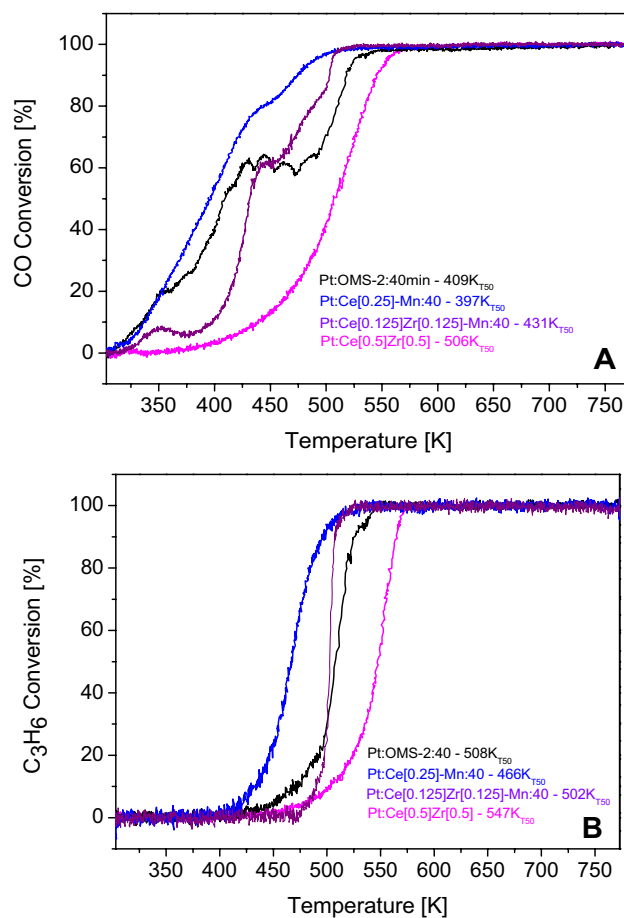 100
80
60
40
20
0
CO Conversion [%]
Pt:OMS-2:40min - 409K_T50
Pt:Ce[0.25]-Mn:40 - 397K_T50
Pt:Ce[0.125]Zr[0.125]-Mn:40 - 431K_T50
Pt:Ce[0.5]Zr[0.5] - 506K_T50
A
350 400 450 500 550 600 650 700 750
Temperature [K]
100
80
60
40
20
0
C3H6 Conversion [%]
Pt:OMS-2:40 - 508K_T50
Pt:Ce[0.25]-Mn:40 - 466K_T50
Pt:Ce[0.125]Zr[0.125]-Mn:40 - 502K_T50
Pt:Ce[0.5]Zr[0.5] - 547K_T50
B
350 400 450 500 550 600 650 700 750
Temperature [K]